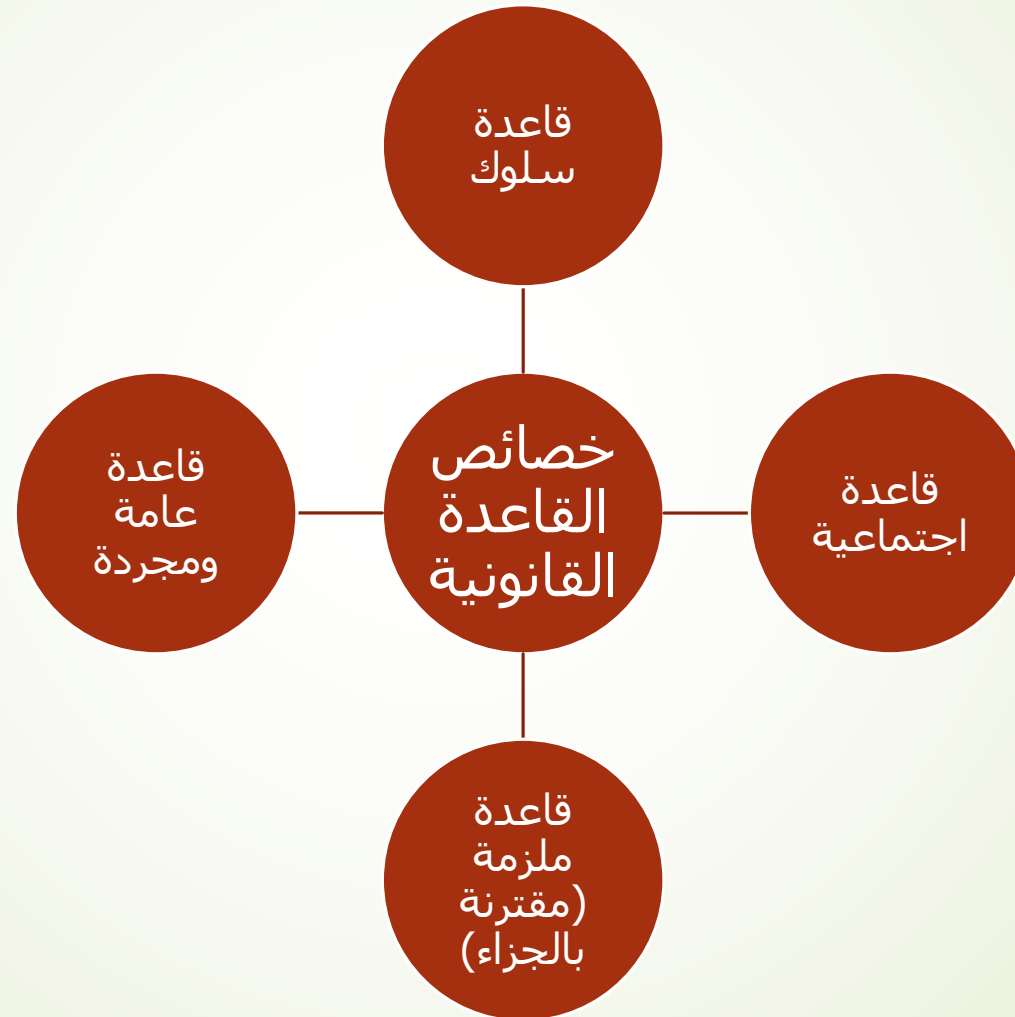 قاعدة
سلوك
خصائص
القاعدة
القانونية
قاعدة
اجتماعية
قاعدة
ملزمة
(مقترنة
بالجزاء)
قاعدة
عامة
ومجردة